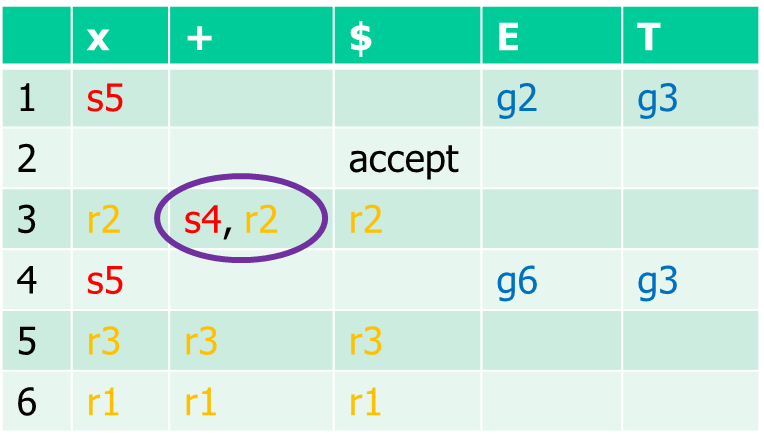 x + $ E T
1 s5 g2 g3
2 accept
3 r2 s4, r2 r2
4 s5 g6 g3
5 r3 r3 r3
6 r1 r1 r1